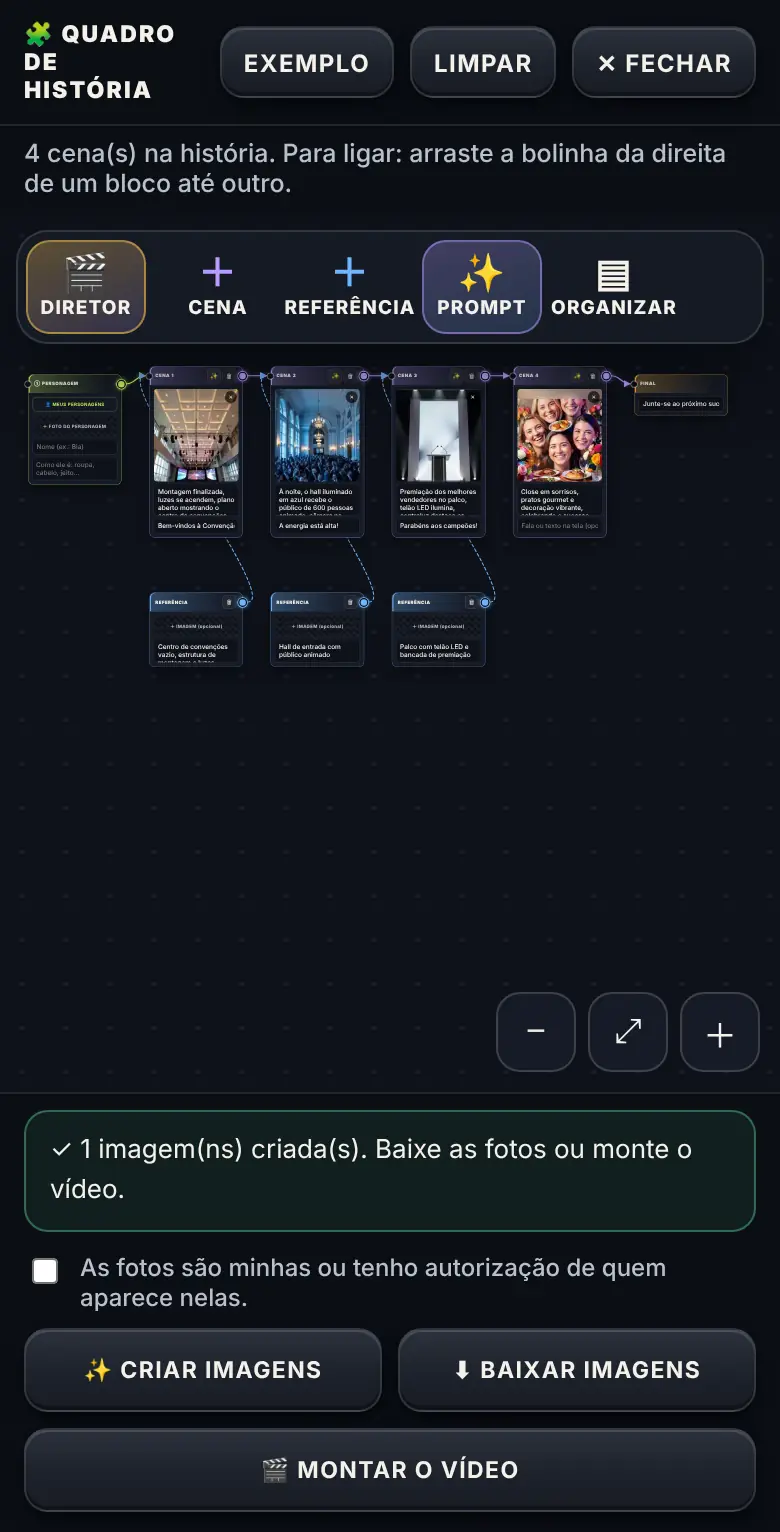 🧩 QUADRO
DE
HISTÓRIA
EXEMPLO
LIMPAR
✕ FECHAR
4 cena(s) na história. Para ligar: arraste a bolinha da direita
de um bloco até outro.
DIRETOR
CENA
REFERÊNCIA
PROMPT
ORGANIZAR
PERSONAGEM
MEUS PERSONAGENS
+ FOTO DO PERSONAGEM
Nome (ex.: Bia)
Como ele é: roupa,
cabelo, jeito...
CENA 1
Montagem finalizada,
luzes se acendem, plano
aberto mostrando o
Bem-vindos à Convençã
CENA 2
À noite, o hall iluminado
em azul recebe o
público de 600 pessoas
A energia está alta!
CENA 3
Premiação dos melhores
vendedores no palco,
telão LED ilumina,
Parabéns aos campeões!
CENA 4
Close em sorrisos,
pratos gourmet e
decoração vibrante,
Fala ou texto na tela (opc
FINAL
Junte-se ao próximo suc
REFERÊNCIA
+ IMAGEM (opcional)
Centro de convenções
vazio, estrutura de
REFERÊNCIA
+ IMAGEM (opcional)
Hall de entrada com
público animado
REFERÊNCIA
+ IMAGEM (opcional)
Palco com telão LED e
bancada de premiação
✓ 1 imagem(ns) criada(s). Baixe as fotos ou monte o
vídeo.
As fotos são minhas ou tenho autorização de quem
aparece nelas.
✨ CRIAR IMAGENS
⬇ BAIXAR IMAGENS
🎬 MONTAR O VÍDEO